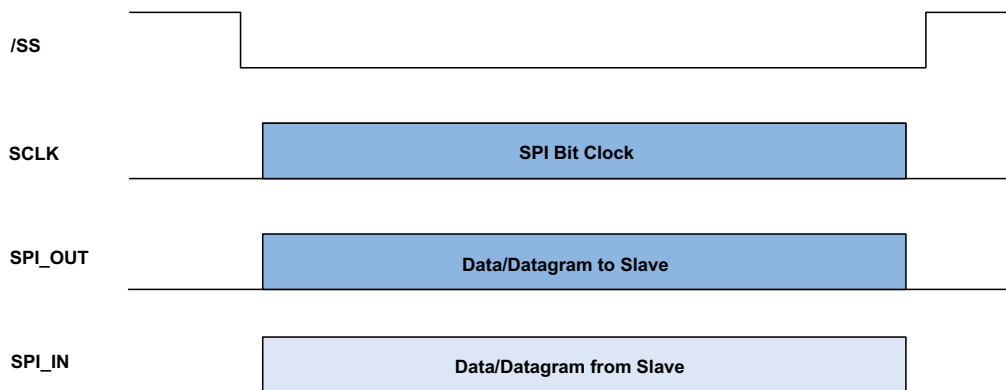 /SS
SCLK
SPI Bit Clock
SPI_OUT
Data/Datagram to Slave
SPI_IN
Data/Datagram from Slave